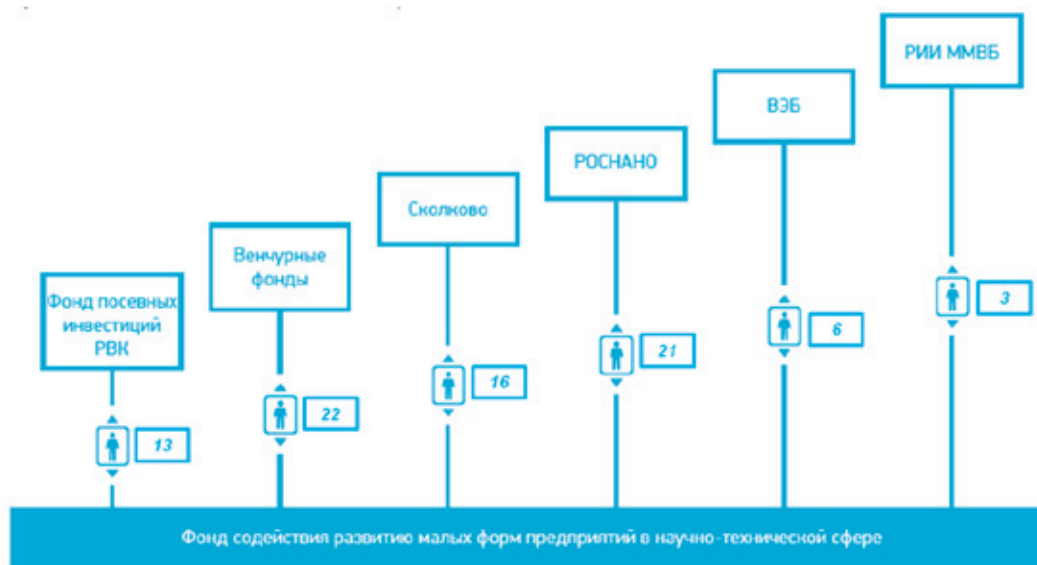 РИИ ММВБ
ВЭБ
РОСНАНО
Сколково
Венчурные
фонды
Фонд посевных
инвестиций
РВК
3
6
21
16
22
13
Фонд содействия развитию малых форм предприятий в научно-технической сфере